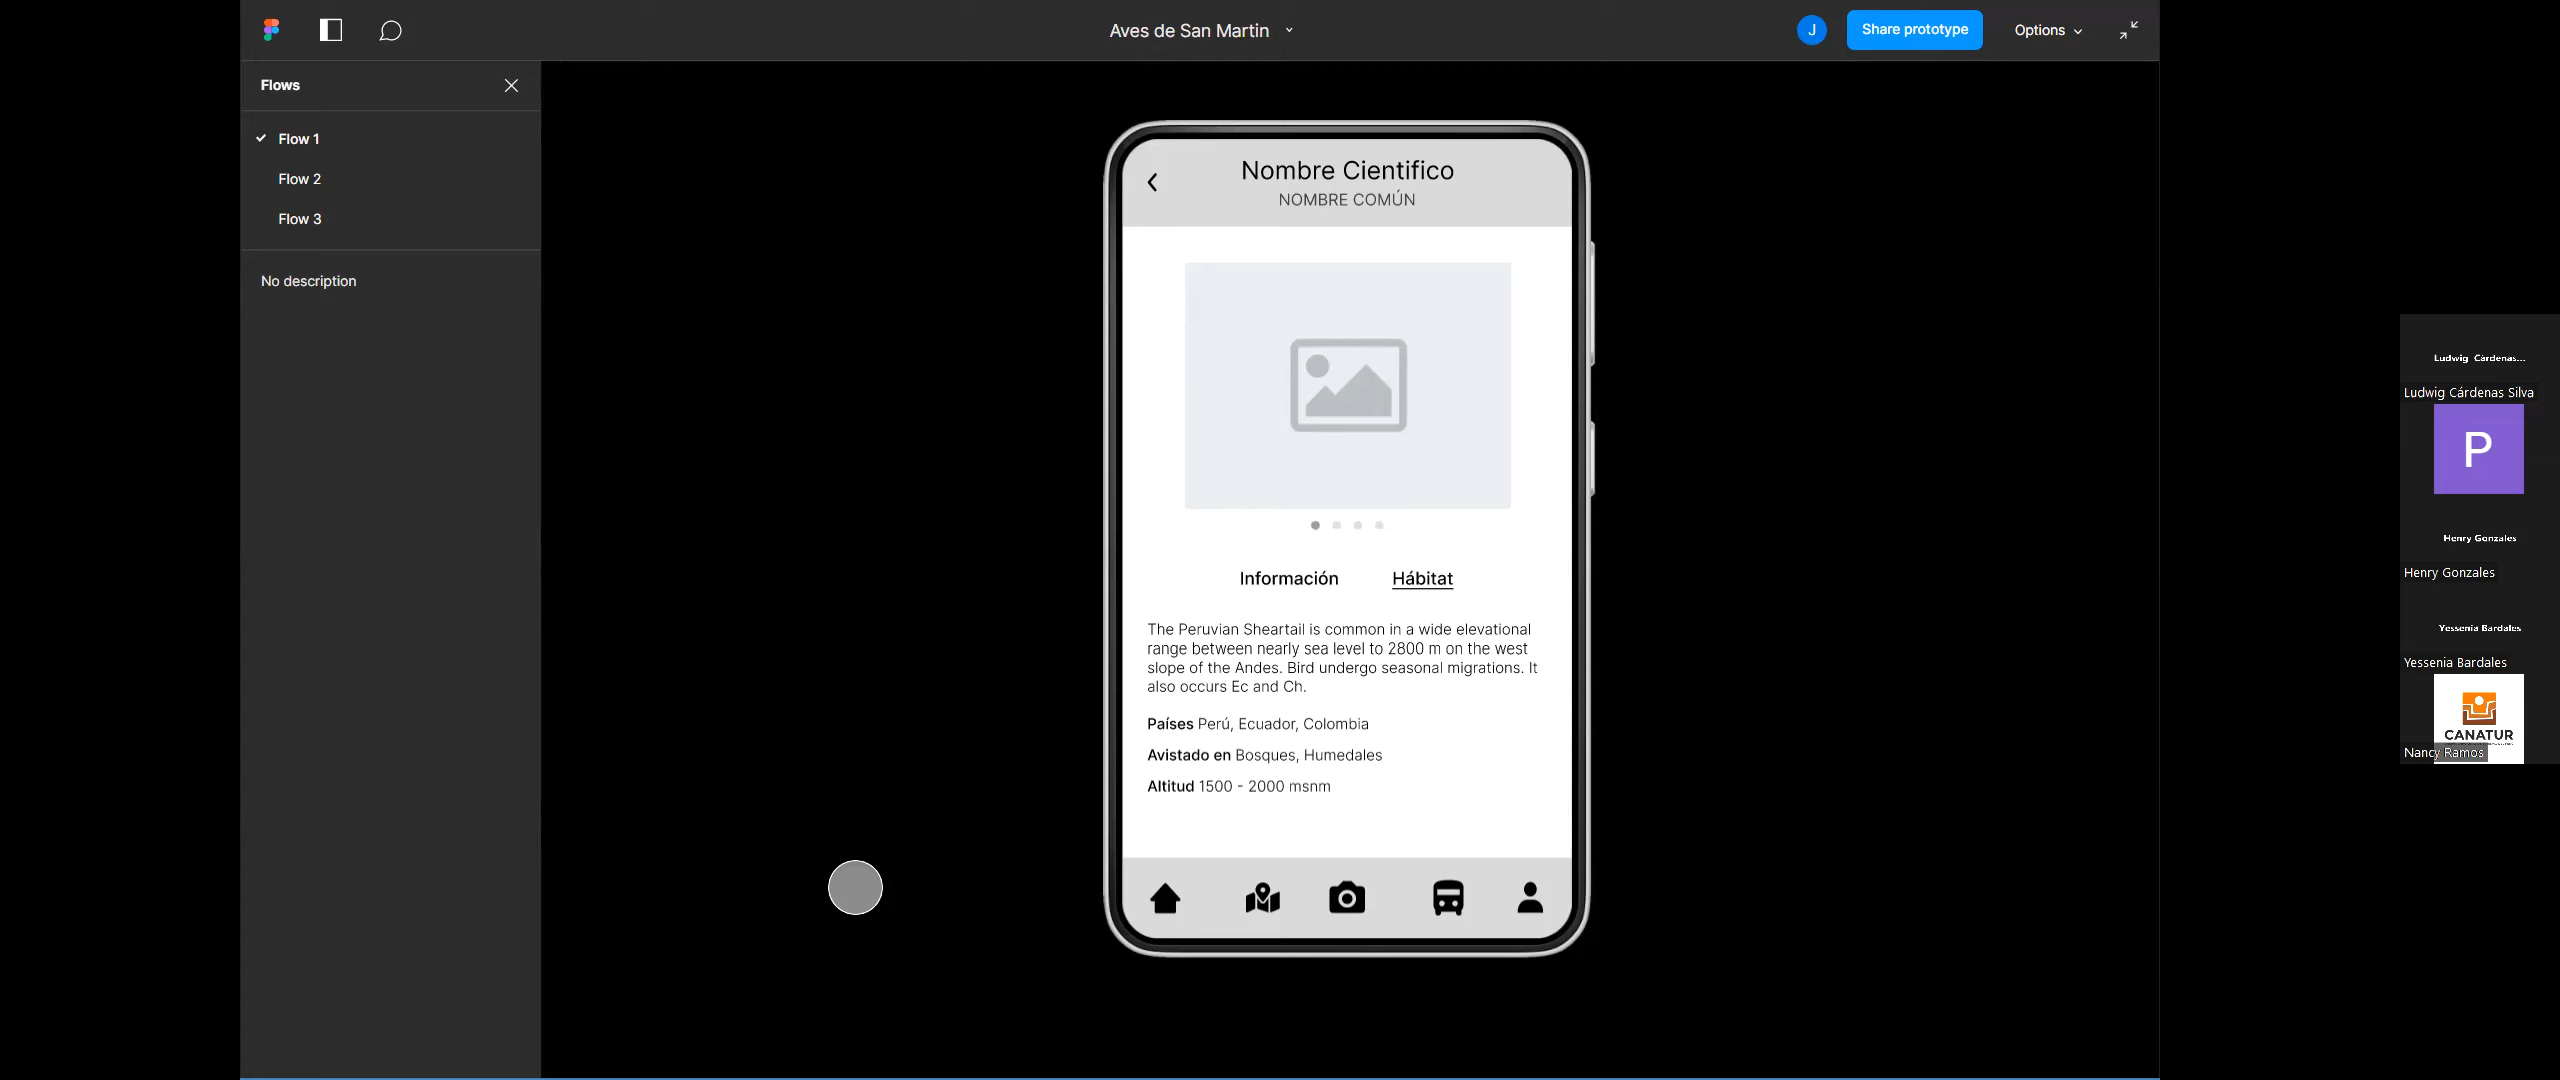 Aves de San Martin
J
Share prototype
Options
Flows
Flow 1
Flow 2
Flow 3
No description
Nombre Cientifico
NOMBRE COMÚN
Información
Hábitat
The Peruvian Sheartail is common in a wide elevational
range between nearly sea level to 2800 m on the west
slope of the Andes. Bird undergo seasonal migrations. It
also occurs Ec and Ch.
Países Perú, Ecuador, Colombia
Avistado en Bosques, Humedales
Altitud 1500 - 2000 msnm
Ludwig Cárdenas...
Ludwig Cárdenas Silva
P
Henry Gonzales
Henry Gonzales
Yessenia Bardales
Yessenia Bardales
CANATUR
Nancy Ramos